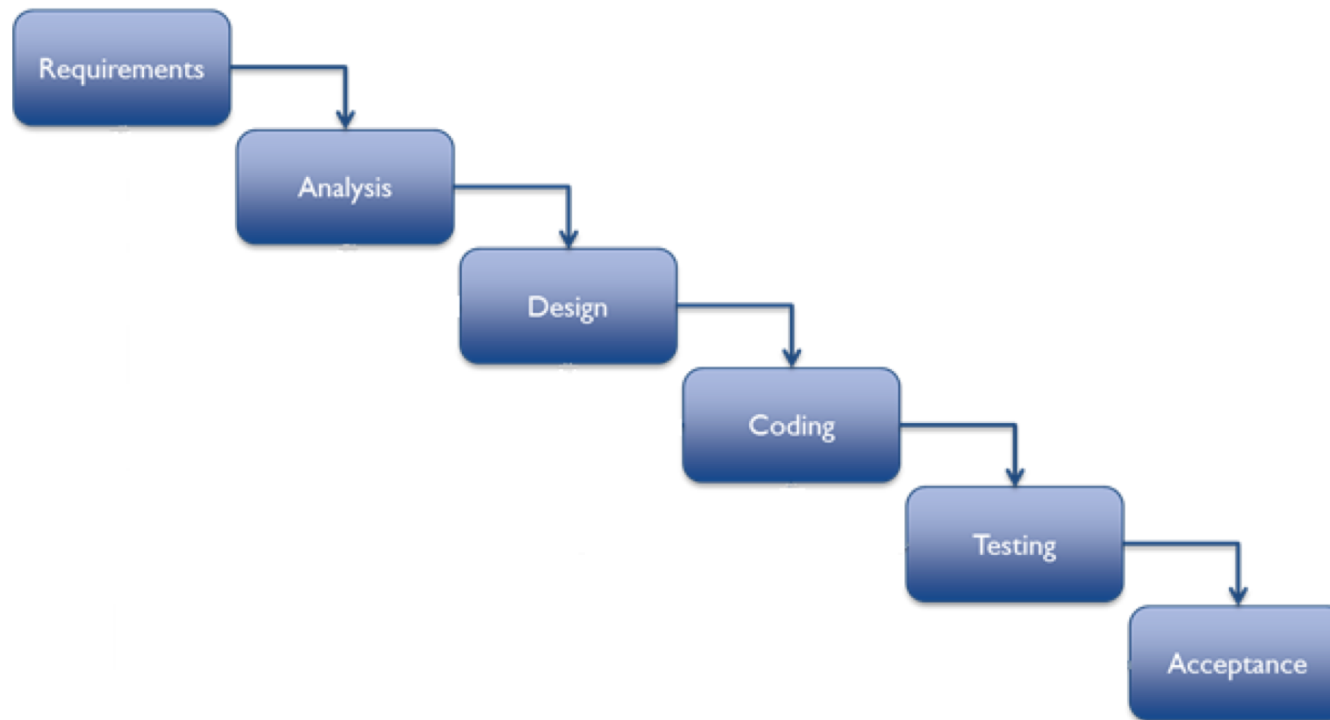 Requirements
Analysis
Design
Coding
Testing
Acceptance